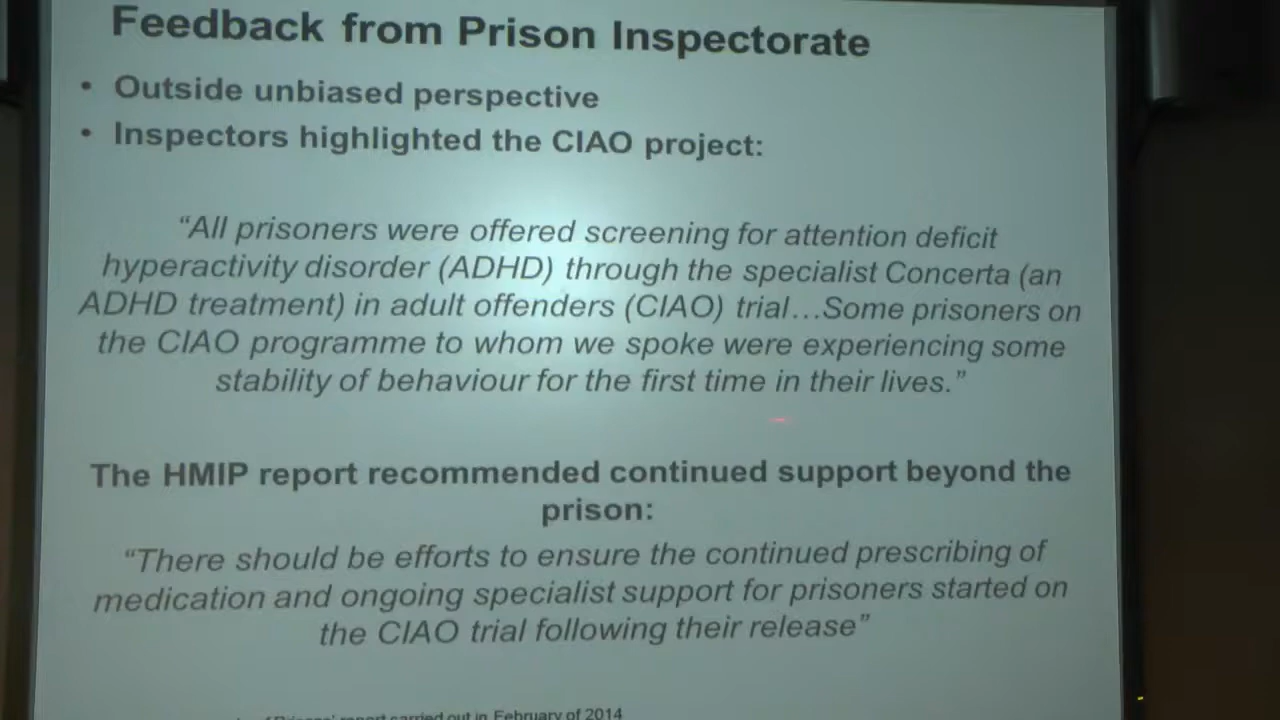 Feedback from Prison Inspectorate
• Outside unbiased perspective
• Inspectors highlighted the CIAO project:
“All prisoners were offered screening for attention deficit
hyperactivity disorder (ADHD) through the specialist Concerta (an
ADHD treatment) in adult offenders (CIAO) trial…Some prisoners on
the CIAO programme to whom we spoke were experiencing some
stability of behaviour for the first time in their lives.”
The HMIP report recommended continued support beyond the
prison:
“There should be efforts to ensure the continued prescribing of
medication and ongoing specialist support for prisoners started on
the CIAO trial following their release”
report carried out in February of 2014